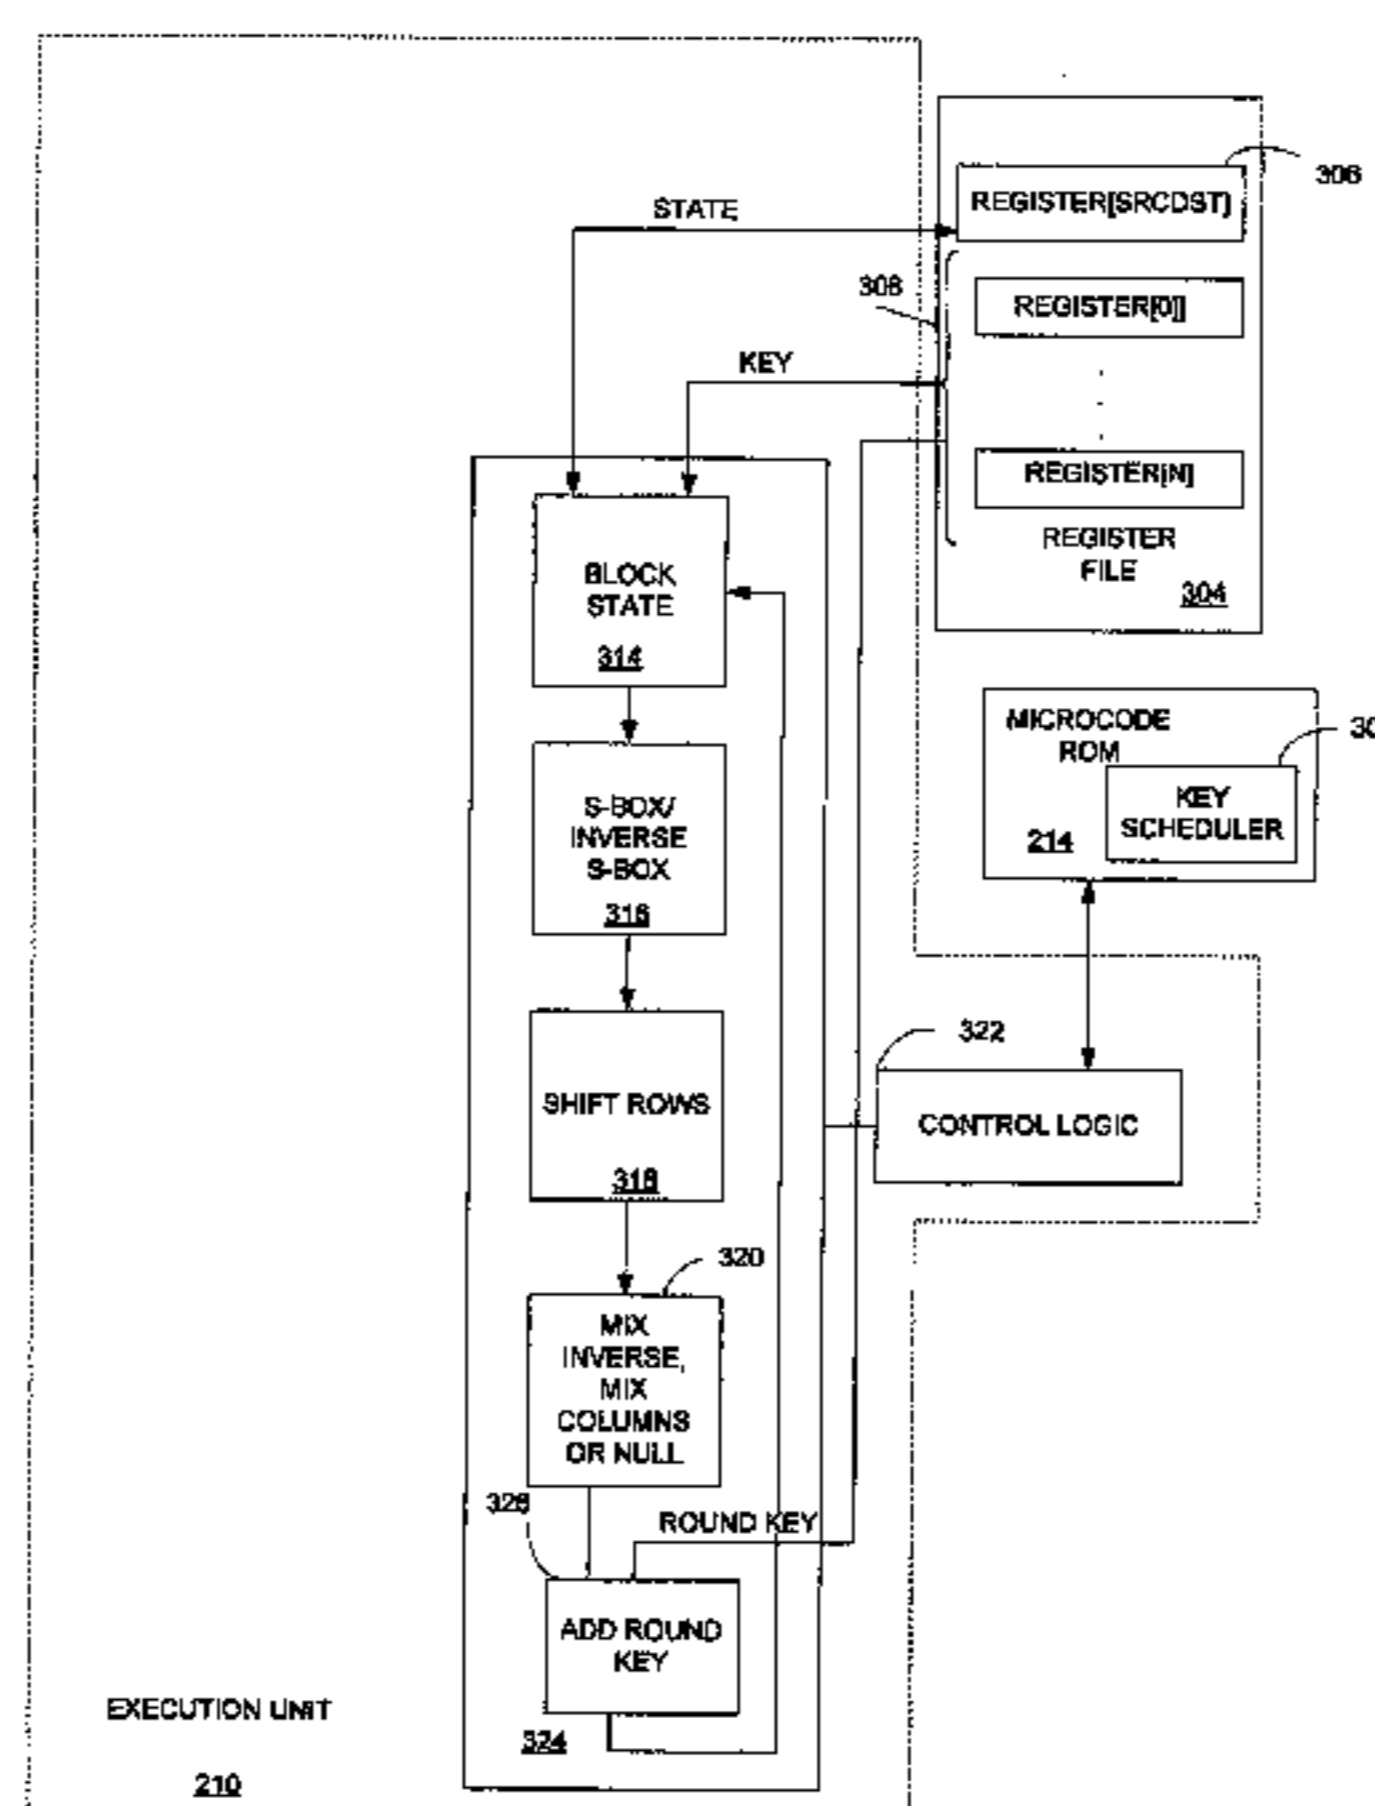 306
REGISTER[SRCDST]
STATE
308
REGISTER[0]]
KEY
REGISTER[N]
REGISTER
FILE
304
BLOCK
STATE
314
MICROCODE
ROM
30
KEY
SCHEDULER
214
S-BOX/
INVERSE
S-BOX
316
322
SHIFT ROWS
CONTROL LOGIC
318
320
MIX
INVERSE,
MIX
COLUMNS
OR NULL
326
ROUND KEY
ADD ROUND
KEY
EXECUTION UNIT
324
210